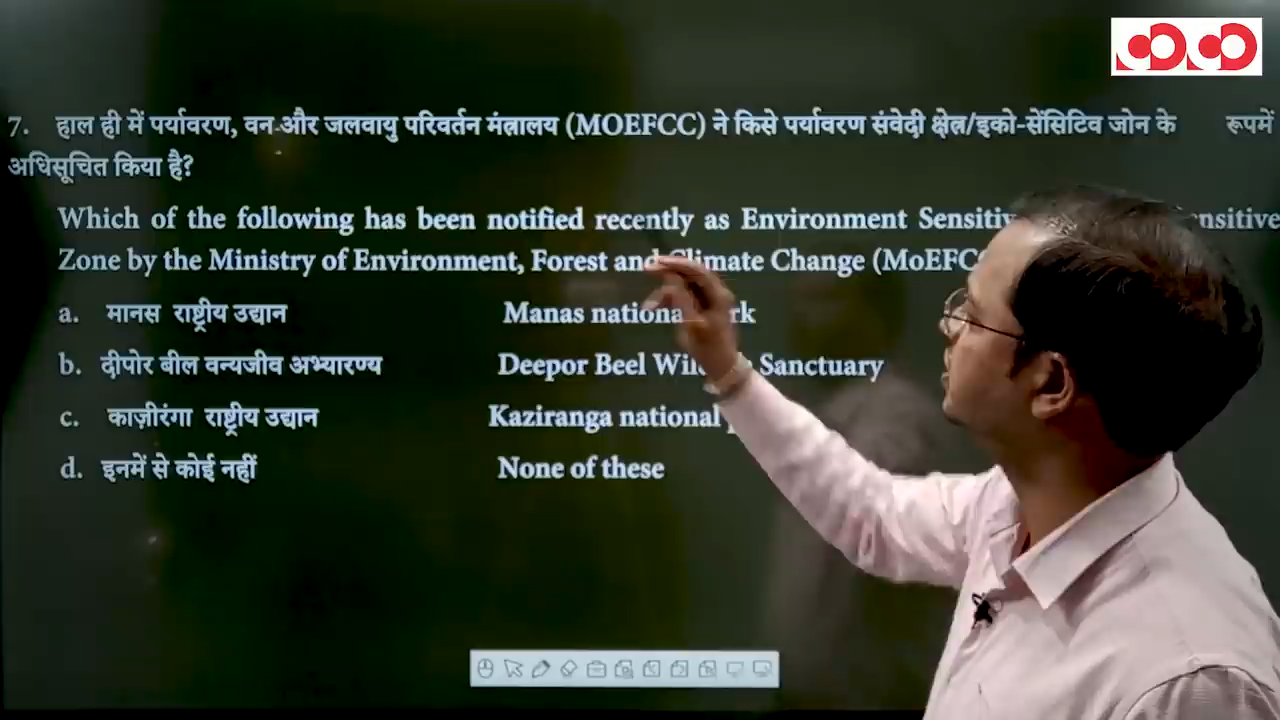 7. हाल ही में पर्यावरण, वन और जलवायु परिवर्तन मंत्रालय (MOEFCC) ने किसे पर्यावरण संवेदी क्षेत्र/इको-सेंसिटिव जोन के रूपमें
अधिसूचित किया है?
Which of the following has been notified recently as Environment
Zone by the Ministry of Environment, Forest and Climate Change
a. मानस राष्ट्रीय उद्यान Manas
b. दीपोर बील वन्यजीव अभ्यारण्य Deepor Beel Sanctuary
c. काज़ीरंगा राष्ट्रीय उद्यान Kaziranga national
d. इनमें से कोई नहीं None of these